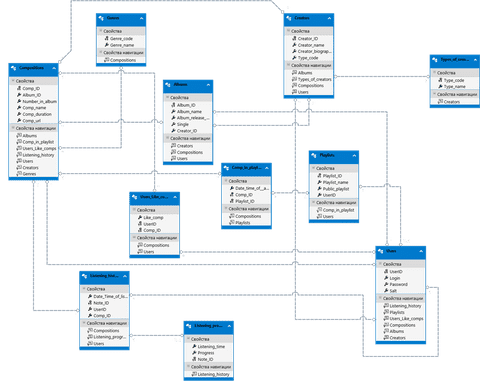 Genres
Свойства
Genre_code
Genre_name
Свойства навигации
Compositions
Creators
Свойства
Creator_ID
Creator_name
Creator_biograp...
Type_code
Свойства навигации
Albums
Types_of_creators
Compositions
Users
Types_of_crea...
Свойства
Type_code
Type_name
Свойства навигации
Creators
Compositions
Свойства
Comp_ID
Album_ID
Number_in_album
Comp_name
Comp_duration
Comp_url
Свойства навигации
Albums
Comp_in_playlist
Users_Like_comps
Listening_history
Users
Creators
Genres
Albums
Свойства
Album_ID
Album_name
Album_release_...
Single
Creator_ID
Свойства навигации
Creators
Compositions
Users
Comp_in_playl...
Свойства
Date_time_of_a...
Comp_ID
Playlist_ID
Свойства навигации
Compositions
Playlists
Playlists
Свойства
Playlist_ID
Playlist_name
Public_playlist
UserID
Свойства навигации
Comp_in_playlist
Users
Users_Like_co...
Свойства
Like_comp
UserID
Comp_ID
Свойства навигации
Compositions
Users
Users
Свойства
UserID
Login
Password
Salt
Свойства навигации
Listening_history
Playlists
Users_Like_comps
Compositions
Albums
Creators
Listening_hist...
Свойства
Date_Time_of_lis...
Note_ID
UserID
Comp_ID
Свойства навигации
Compositions
Listening_progr...
Users
Listening_pro...
Свойства
Listening_time
Progress
Note_ID
Свойства навигации
Listening_history